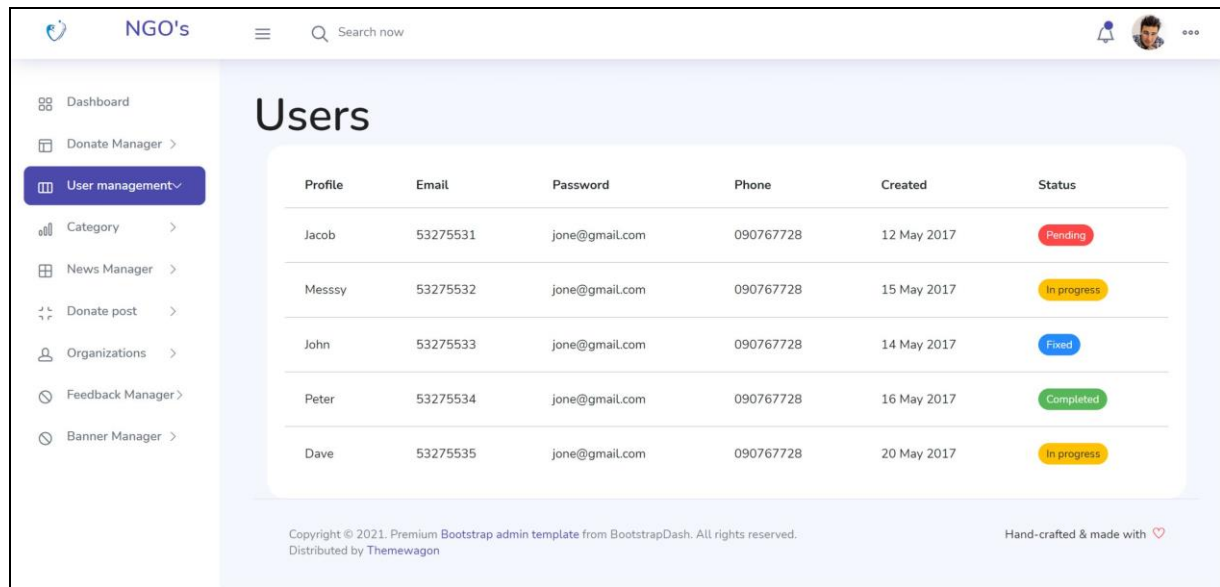 NGO's
Search now
Dashboard
Donate Manager
User management
Category
News Manager
Donate post
Organizations
Feedback Manager
Banner Manager
Users
Profile Email Password Phone Created Status
Jacob 53275531 jone@gmail.com 090767728 12 May 2017 Pending
Messsy 53275532 jone@gmail.com 090767728 15 May 2017 In progress
John 53275533 jone@gmail.com 090767728 14 May 2017 Fixed
Peter 53275534 jone@gmail.com 090767728 16 May 2017 Completed
Dave 53275535 jone@gmail.com 090767728 20 May 2017 In progress
Copyright © 2021. Premium Bootstrap admin template from BootstrapDash. All rights reserved.
Distributed by Themewagon
Hand-crafted & made with